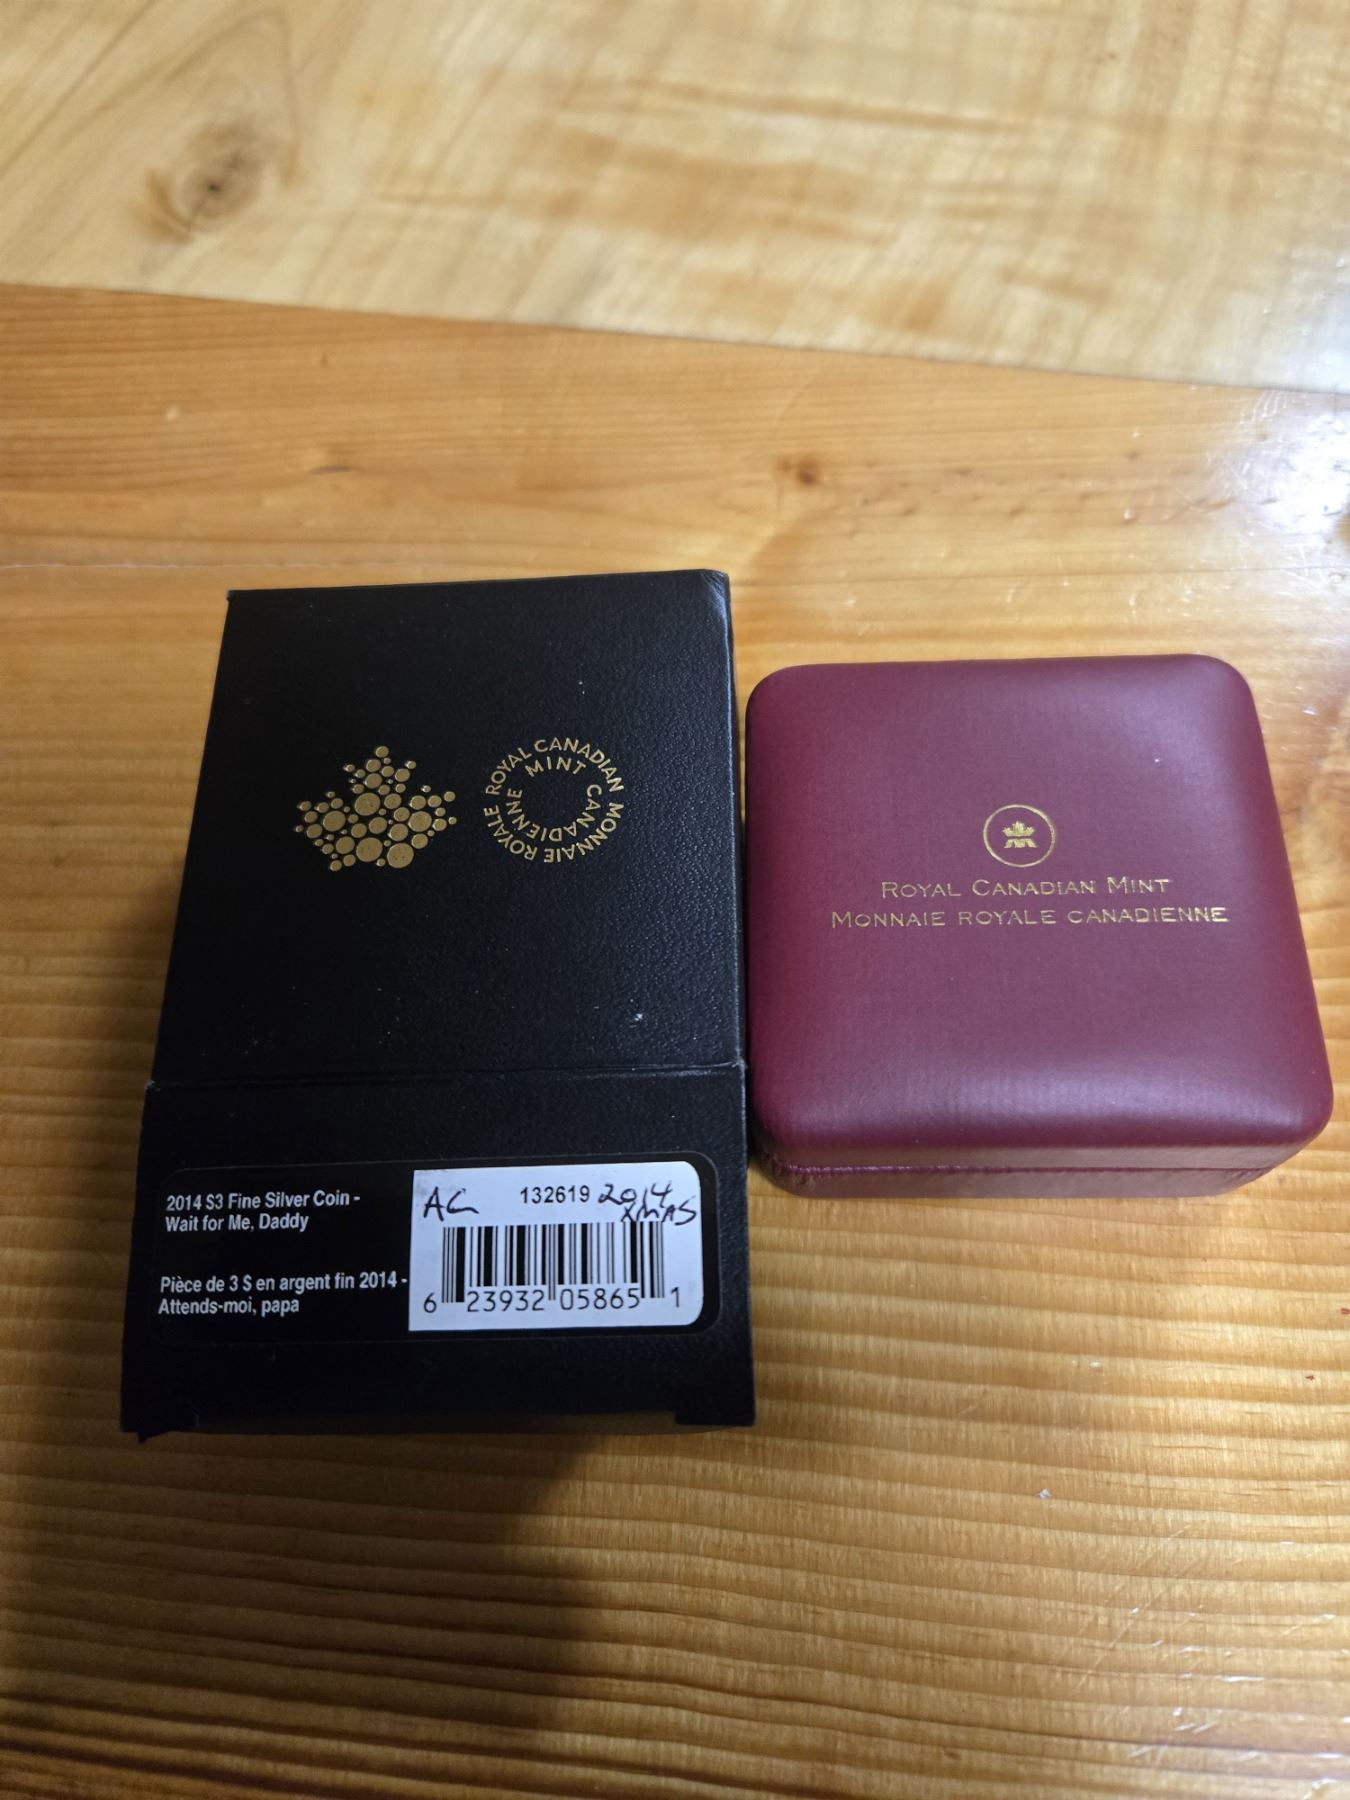 ROYAL CANADIAN MINT
MONNAIE ROYALE CANADIENNE
ROYAL CANADIAN MINT
MONNAIE ROYALE CANADIENNE
2014 $3 Fine Silver Coin -
Wait for Me, Daddy
Pièce de 3 $ en argent fin 2014 -
Attends-moi, papa
AC 132619 2014
XMAS
6 23932 05865 1